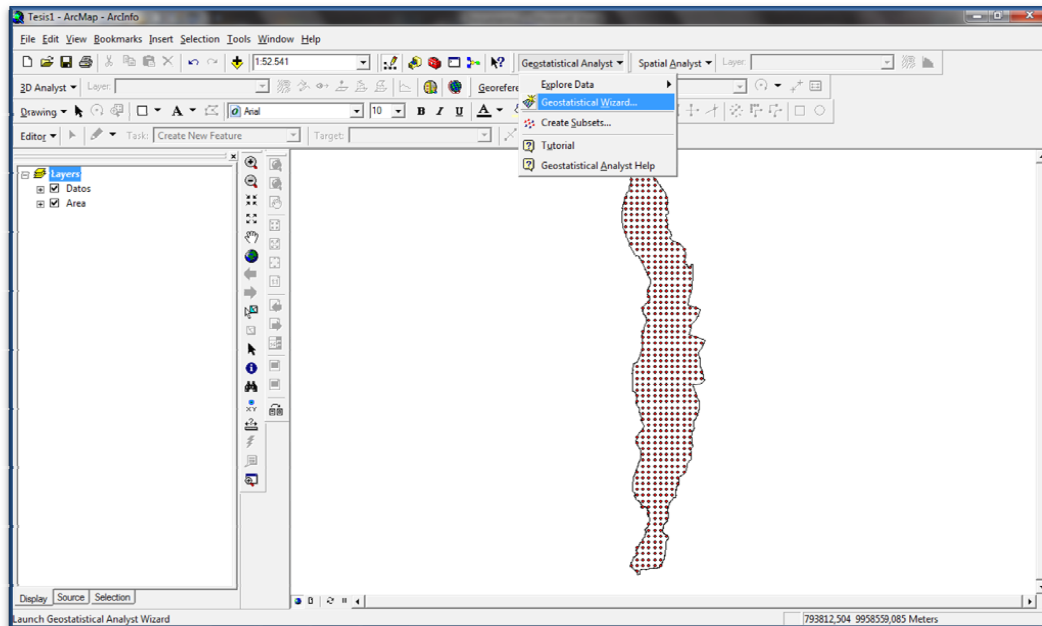 Tesis1 - ArcMap - ArcInfo
File Edit View Bookmarks Insert Selection Tools Window Help
1:52.541 Geostatistical Analyst Spatial Analyst Layer:
3D Analyst Layer: Georefere
Explore Data
Geostatistical Wizard...
Drawing A Arial 10 B I U A
Create Subsets...
Editor Task: Create New Feature Target:
Tutorial
Geostatistical Analyst Help
Layers
Datos
Area
1:1
XY
Display Source Selection
Launch Geostatistical Analyst Wizard 793812,504 9958559,085 Meters